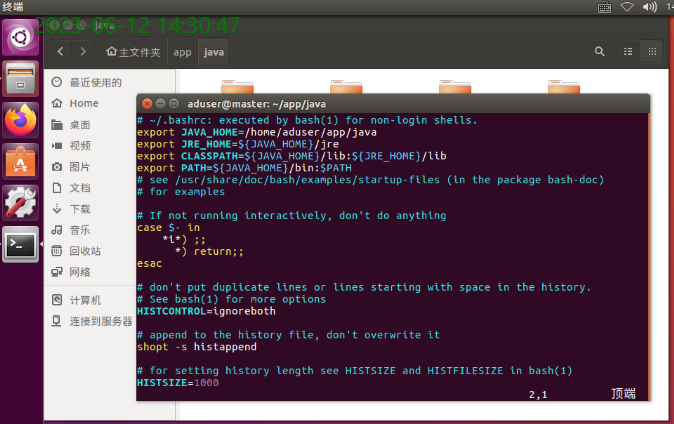 终端
14
2023-06-12 14:30:47
java
主文件夹
app
java
最近使用的
Home
桌面
视频
图片
文档
下载
音乐
回收站
网络
计算机
连接到服务器
aduser@master: ~/app/java
# ~/.bashrc: executed by bash(1) for non-login shells.
export JAVA_HOME=/home/aduser/app/java
export JRE_HOME=${JAVA_HOME}/jre
export CLASSPATH=${JAVA_HOME}/lib:${JRE_HOME}/lib
export PATH=${JAVA_HOME}/bin:$PATH
# see /usr/share/doc/bash/examples/startup-files (in the package bash-doc)
# for examples
# If not running interactively, don't do anything
case $- in
*i*) ;;
*) return;;
esac
# don't put duplicate lines or lines starting with space in the history.
# See bash(1) for more options
HISTCONTROL=ignoreboth
# append to the history file, don't overwrite it
shopt -s histappend
# for setting history length see HISTSIZE and HISTFILESIZE in bash(1)
HISTSIZE=1000
2,1 顶端